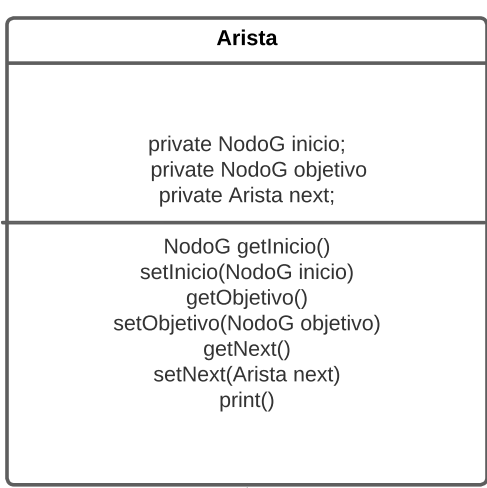 Arista
private NodoG inicio;
private NodoG objetivo
private Arista next;
NodoG getInicio()
setInicio(NodoG inicio)
getObjetivo()
setObjetivo(NodoG objetivo)
getNext()
setNext(Arista next)
print()